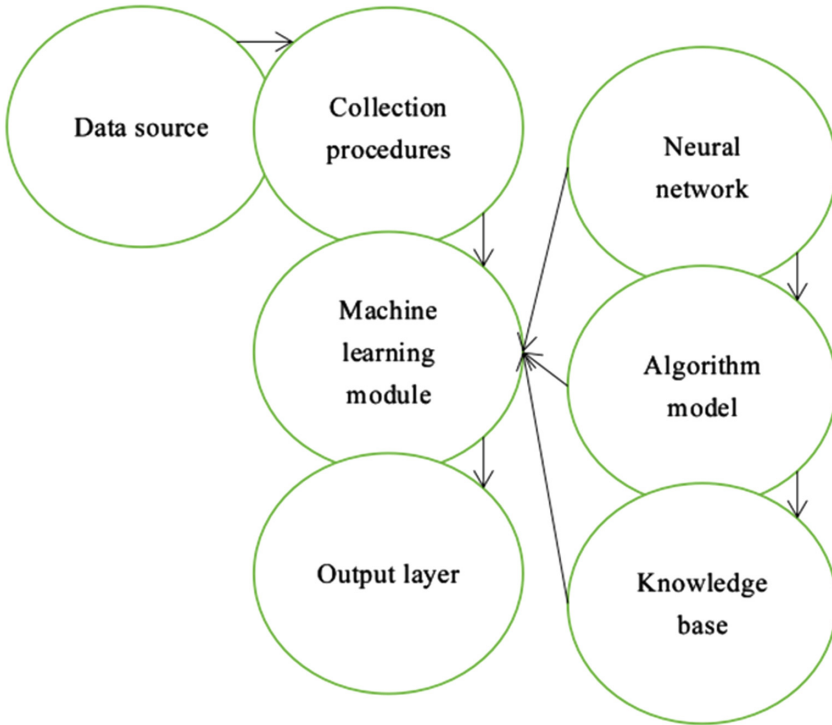 Data source
Collection
procedures
Machine
learning
module
Output layer
Neural
network
Algorithm
model
Knowledge
base